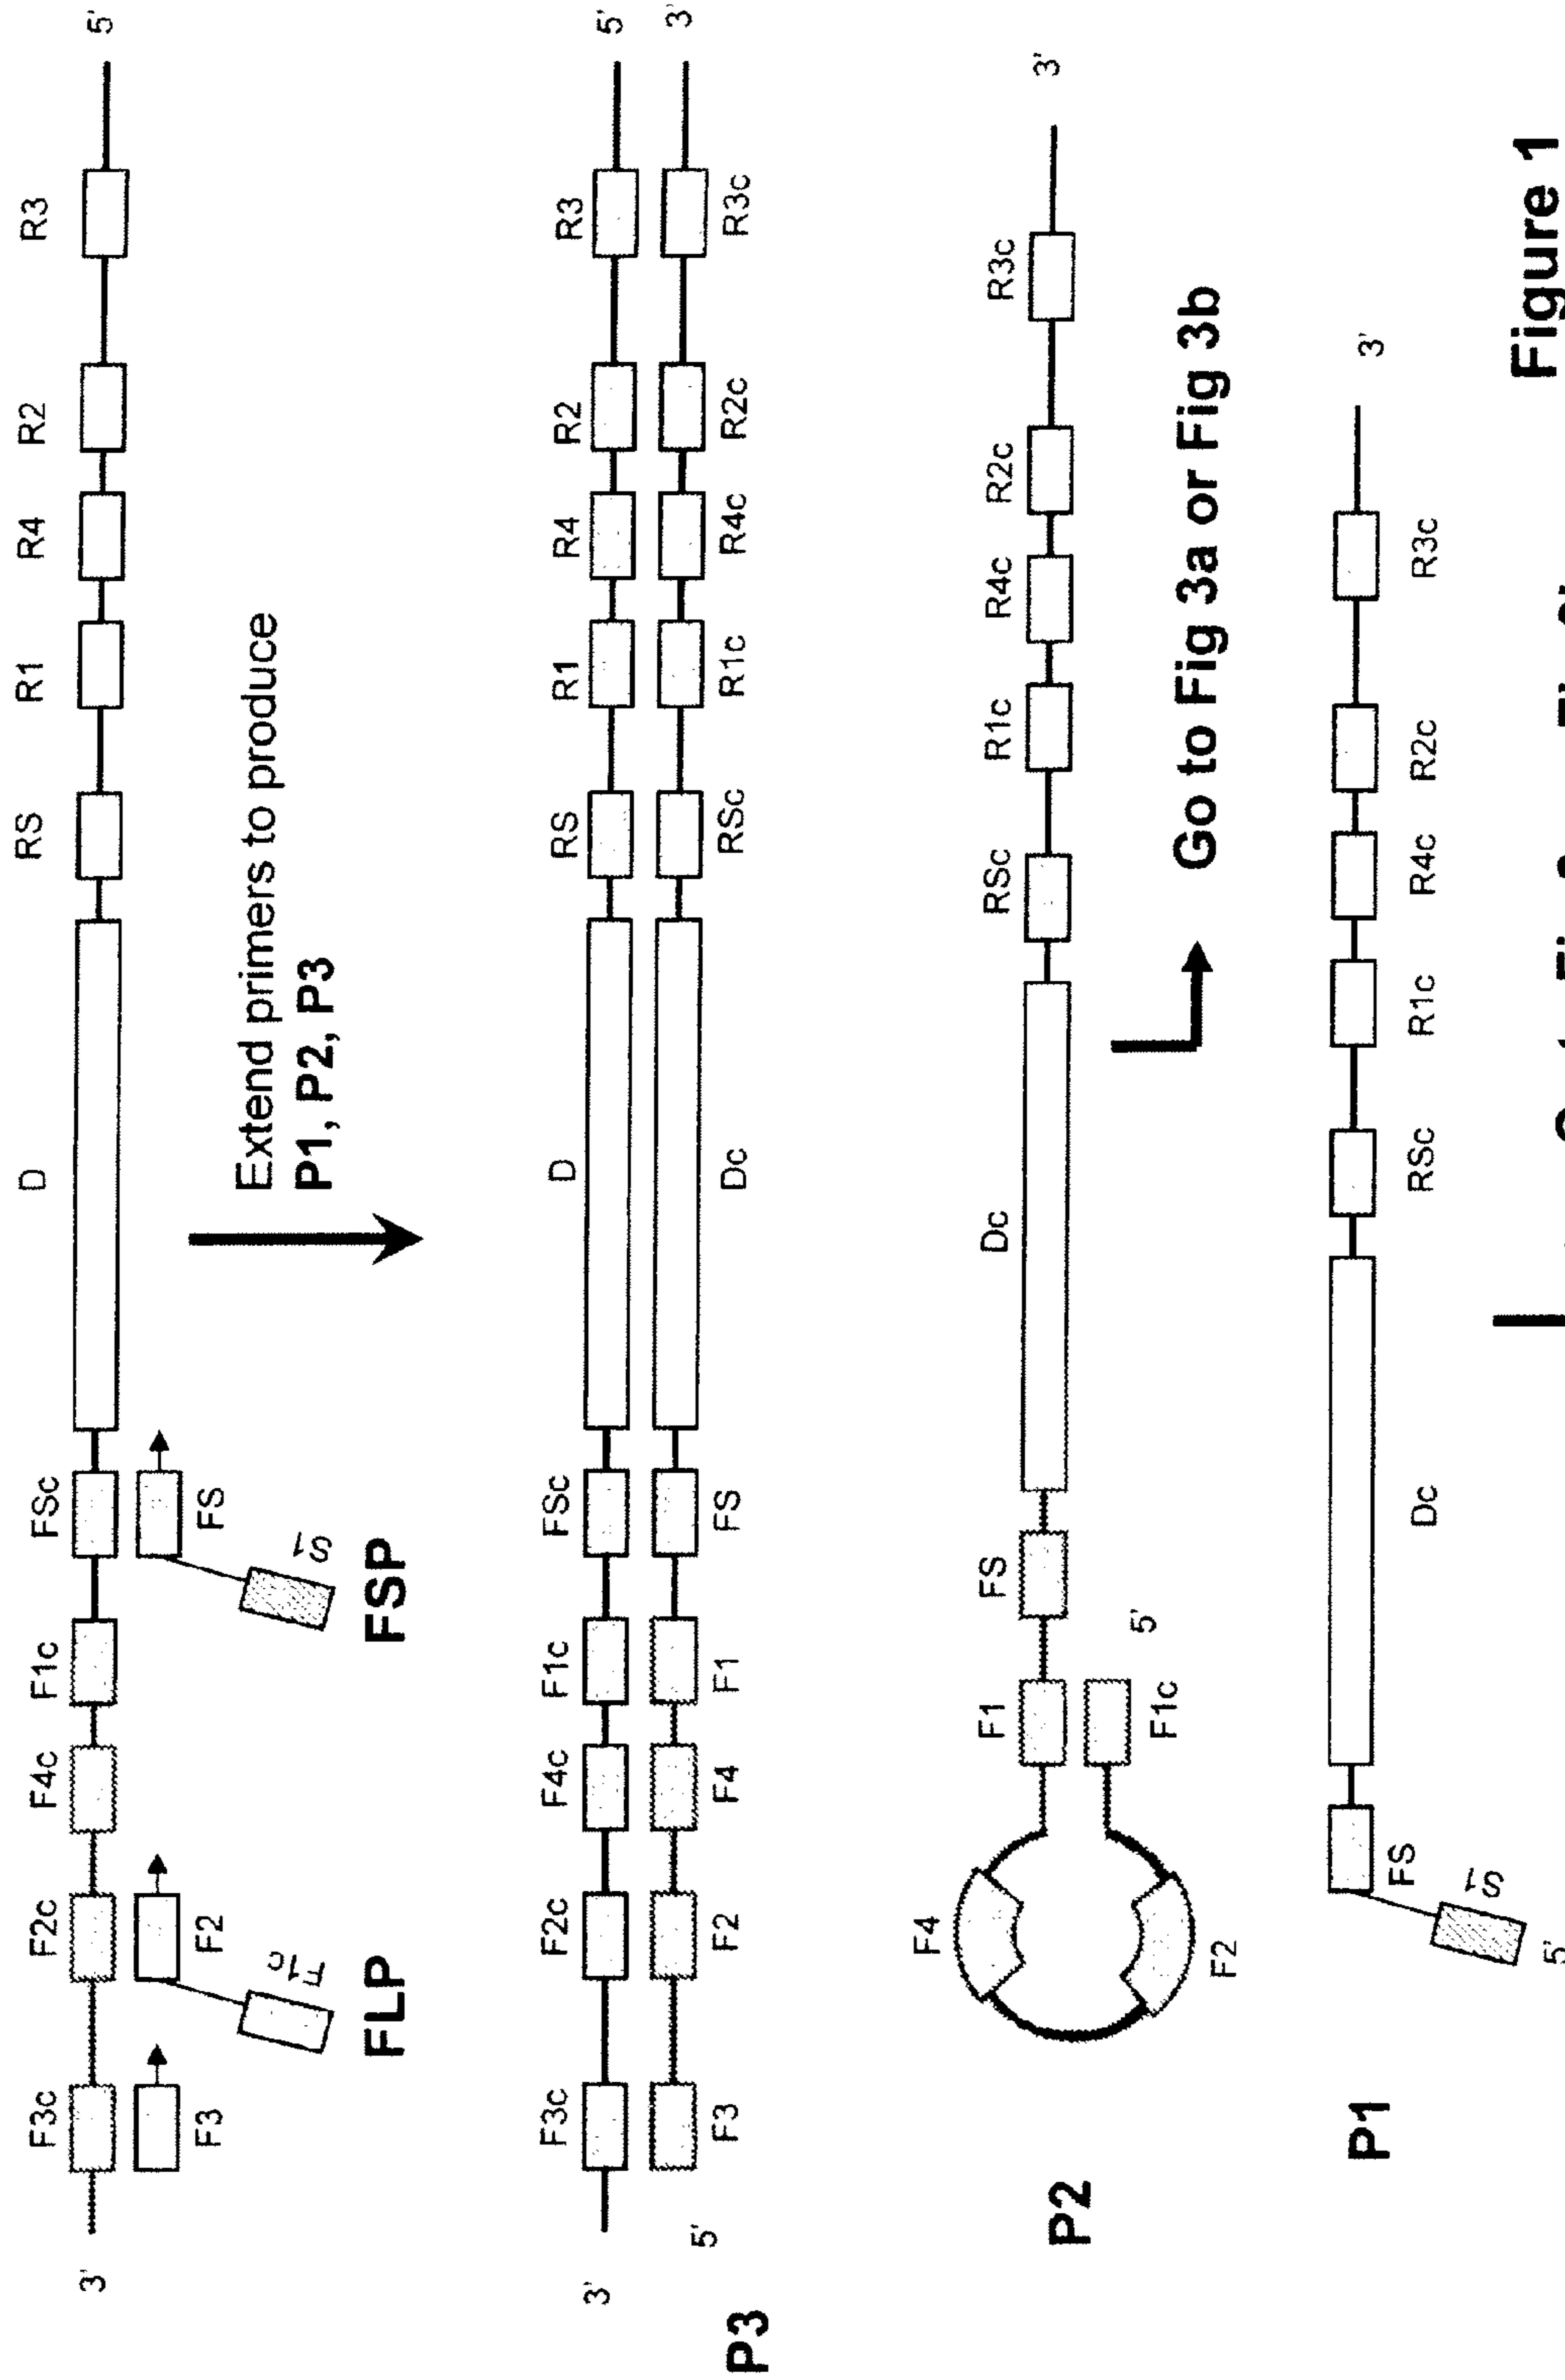 3' F3c F2c F4c F1c FSc D RS R1 R4 R2 R3 5'
F3 F2 FS
F1c S1
FLP FSP
Extend primers to produce
P1, P2, P3
3' F3c F2c F4c F1c FSc D RS R1 R4 R2 R3 5'
5' F3 F2 F4 F1 FS Dc RSc R1c R4c R2c R3c 3'
P3
F4 F1 FS Dc RSc R1c R4c R2c R3c 3'
F2 F1c 5'
P2
Go to Fig 3a or Fig 3b
P1
FS Dc RSc R1c R4c R2c R3c 3'
S1
5'
Figure 1